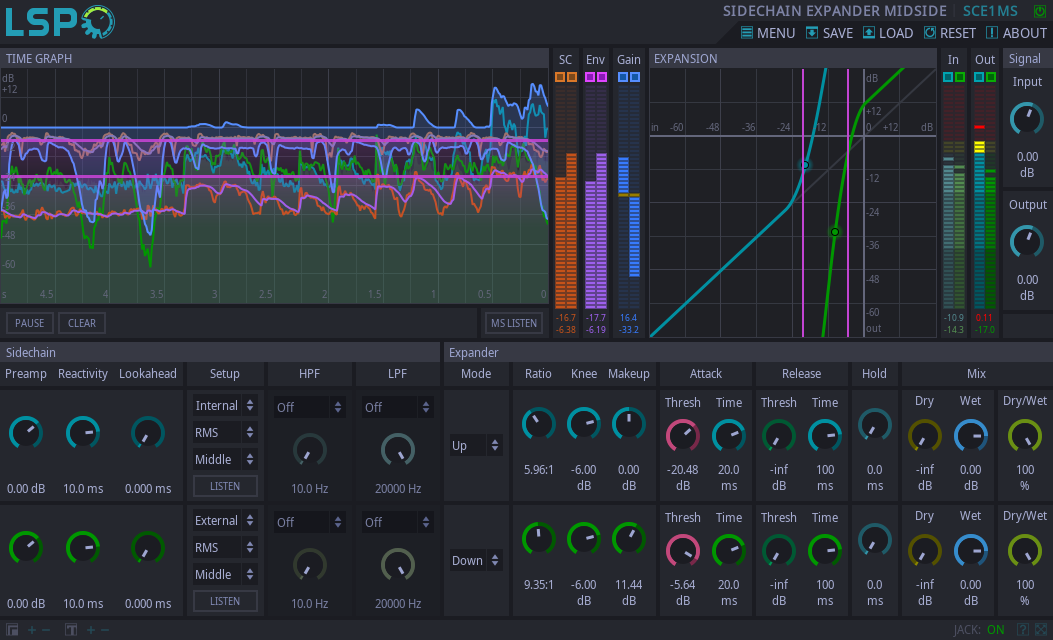 LSP
SIDECHAIN EXPANDER MIDSIDE SCE1MS
MENU SAVE LOAD RESET ABOUT
TIME GRAPH SC Env Gain EXPANSION In Out Signal
dB
+12
0
-36
-48
-60
s 4.5 4 3.5 3 2.5 2 1.5 1 0.5 0
PAUSE CLEAR MS LISTEN
-16.7 -17.7 16.4
-6.38 -6.19 -33.2
dB
+12
in -60 -48 -36 -24 -12 0 +12 dB
-12
-24
-36
-48
-60
out
-10.9 0.11
-14.3 -17.0
Input
0.00
dB
Output
0.00
dB
Sidechain Expander
Preamp Reactivity Lookahead Setup HPF LPF Mode Ratio Knee Makeup Attack Release Hold Mix
Internal Off Off Thresh Time Thresh Time Dry Wet Dry/Wet
RMS
Middle Up
0.00 dB 10.0 ms 0.000 ms LISTEN 10.0 Hz 20000 Hz 5.96:1 -6.00 dB 0.00 dB -20.48 dB 20.0 ms -inf dB 100 ms 0.0 ms -inf dB 0.00 dB 100 %
External Off Off Thresh Time Thresh Time Dry Wet Dry/Wet
RMS
Middle Down
0.00 dB 10.0 ms 0.000 ms LISTEN 10.0 Hz 20000 Hz 9.35:1 -6.00 dB 11.44 dB -5.64 dB 20.0 ms -inf dB 100 ms 0.0 ms -inf dB 0.00 dB 100 %
JACK: ON